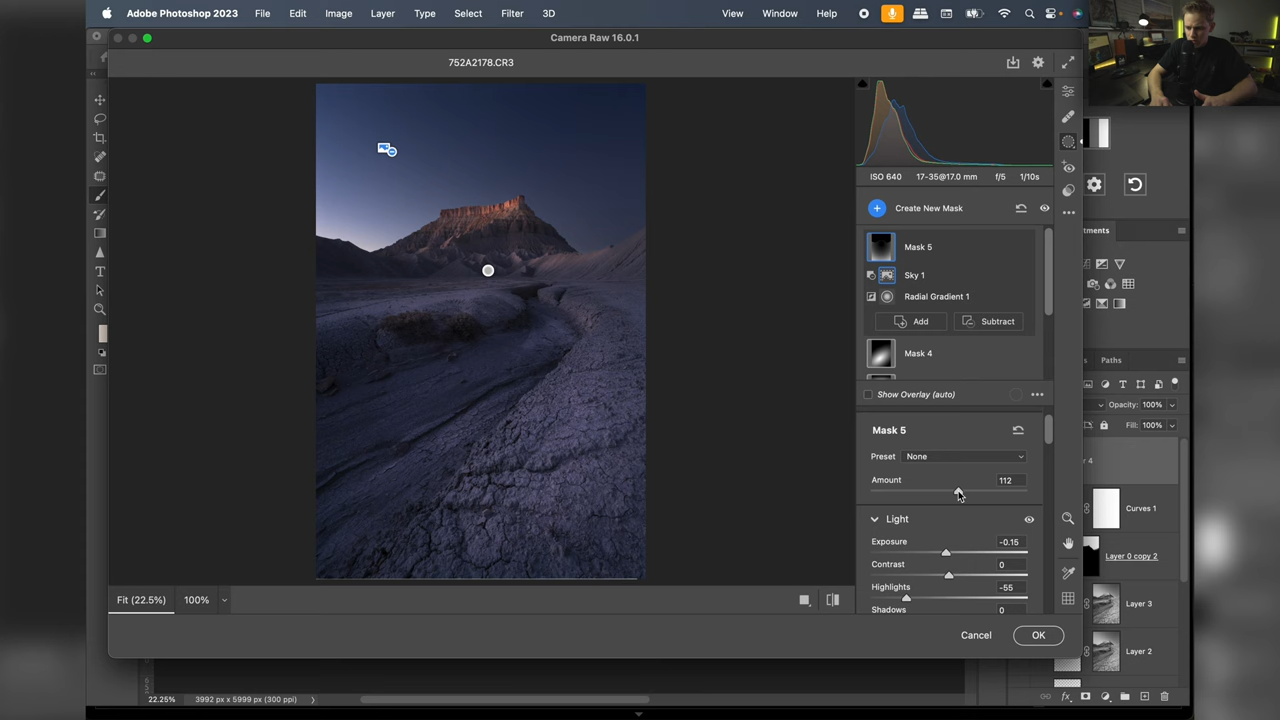 Adobe Photoshop 2023 File Edit Image Layer Type Select Filter 3D View Window Help
Camera Raw 16.0.1
752A2178.CR3
ISO 640 17-35@17.0 mm f/5 1/10s
Create New Mask
Mask 5
Sky 1
Radial Gradient 1
Add Subtract
Mask 4
Show Overlay (auto)
Mask 5
Preset None
Amount 112
Light
Exposure -0.15
Contrast 0
Highlights -55
Shadows 0
Fit (22.5%) 100%
Cancel OK
22.25% 3992 px x 5999 px (300 ppi)
Paths
Opacity: 100%
Fill: 100%
Curves 1
Layer 0 copy 2
Layer 3
Layer 2